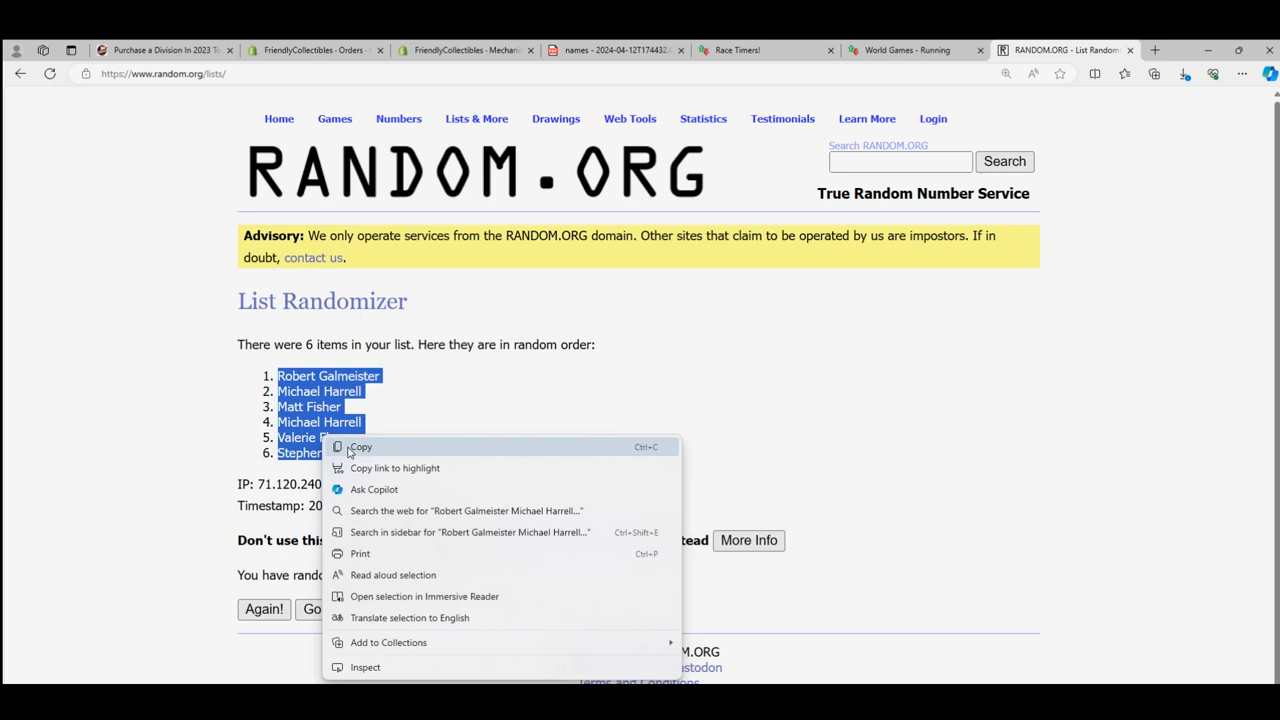 Purchase a Division In 2023 To
FriendlyCollectibles - Orders -
FriendlyCollectibles - Mechanic
names - 2024-04-12T174432.
Race Timers!
World Games - Running
RANDOM.ORG - List Random
https://www.random.org/lists/
Home Games Numbers Lists & More Drawings Web Tools Statistics Testimonials Learn More Login
RANDOM.ORG
Search RANDOM.ORG
Search
True Random Number Service
Advisory: We only operate services from the RANDOM.ORG domain. Other sites that claim to be operated by us are impostors. If in
doubt, contact us.
List Randomizer
There were 6 items in your list. Here they are in random order:
1. Robert Galmeister
2. Michael Harrell
3. Matt Fisher
4. Michael Harrell
5. Valerie
6. Stephen
Copy Ctrl+C
Copy link to highlight
Ask Copilot
Search the web for "Robert Galmeister Michael Harrell..."
Search in sidebar for "Robert Galmeister Michael Harrell..." Ctrl+Shift+E
Print Ctrl+P
Read aloud selection
Open selection in Immersive Reader
Translate selection to English
Add to Collections
Inspect
IP: 71.120.240
Timestamp: 20
Don't use this
More Info
You have rando
Again! Go
M.ORG
stodon
Terms and Conditions